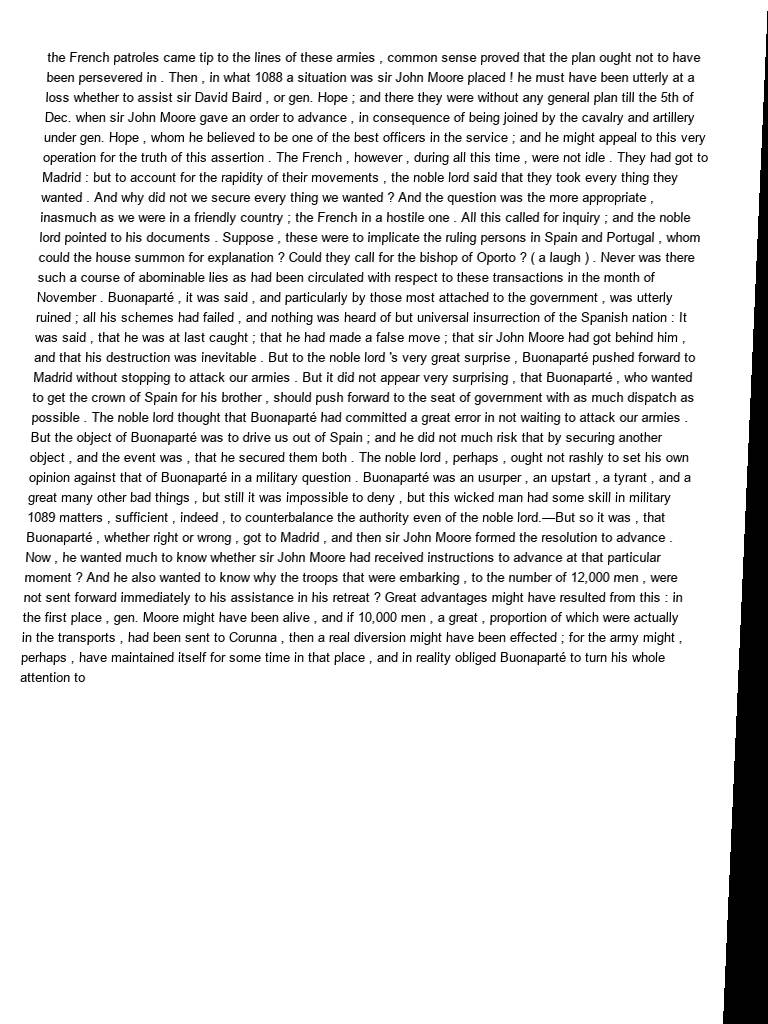 the French patroles came tip to the lines of these armies , common sense proved that the plan ought not to have
been persevered in . Then , in what 1088 a situation was sir John Moore placed ! he must have been utterly at a
loss whether to assist sir David Baird , or gen. Hope ; and there they were without any general plan till the 5th of
Dec. when sir John Moore gave an order to advance , in consequence of being joined by the cavalry and artillery
under gen. Hope , whom he believed to be one of the best officers in the service ; and he might appeal to this very
operation for the truth of this assertion . The French , however , during all this time , were not idle . They had got to
Madrid : but to account for the rapidity of their movements , the noble lord said that they took every thing they
wanted . And why did not we secure every thing we wanted ? And the question was the more appropriate ,
inasmuch as we were in a friendly country ; the French in a hostile one . All this called for inquiry ; and the noble
lord pointed to his documents . Suppose , these were to implicate the ruling persons in Spain and Portugal , whom
could the house summon for explanation ? Could they call for the bishop of Oporto ? ( a laugh ) . Never was there
such a course of abominable lies as had been circulated with respect to these transactions in the month of
November . Buonaparté , it was said , and particularly by those most attached to the government , was utterly
ruined ; all his schemes had failed , and nothing was heard of but universal insurrection of the Spanish nation : It
was said , that he was at last caught ; that he had made a false move ; that sir John Moore had got behind him ,
and that his destruction was inevitable . But to the noble lord 's very great surprise , Buonaparté pushed forward to
Madrid without stopping to attack our armies . But it did not appear very surprising , that Buonaparté , who wanted
to get the crown of Spain for his brother , should push forward to the seat of government with as much dispatch as
possible . The noble lord thought that Buonaparté had committed a great error in not waiting to attack our armies .
But the object of Buonaparté was to drive us out of Spain ; and he did not much risk that by securing another
object , and the event was , that he secured them both . The noble lord , perhaps , ought not rashly to set his own
opinion against that of Buonaparté in a military question . Buonaparté was an usurper , an upstart , a tyrant , and a
great many other bad things , but still it was impossible to deny , but this wicked man had some skill in military
1089 matters , sufficient , indeed , to counterbalance the authority even of the noble lord.—But so it was , that
Buonaparté , whether right or wrong , got to Madrid , and then sir John Moore formed the resolution to advance .
Now , he wanted much to know whether sir John Moore had received instructions to advance at that particular
moment ? And he also wanted to know why the troops that were embarking , to the number of 12,000 men , were
not sent forward immediately to his assistance in his retreat ? Great advantages might have resulted from this : in
the first place , gen. Moore might have been alive , and if 10,000 men , a great , proportion of which were actually
in the transports , had been sent to Corunna , then a real diversion might have been effected ; for the army might ,
perhaps , have maintained itself for some time in that place , and in reality obliged Buonaparté to turn his whole
attention to